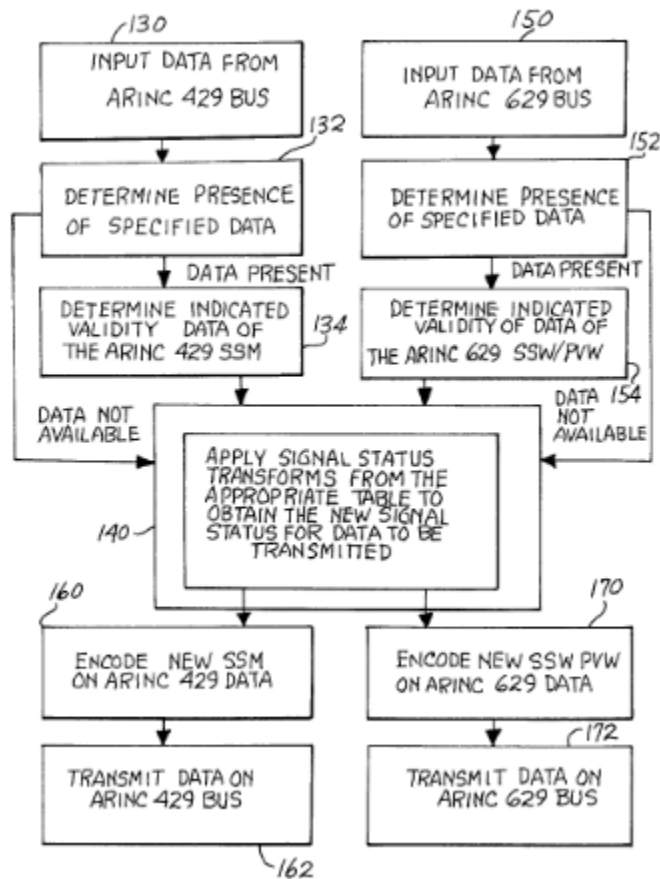 130
INPUT DATA FROM
ARINC 429 BUS
150
INPUT DATA FROM
ARINC 629 BUS
132
DETERMINE PRESENCE
OF SPECIFIED DATA
152
DETERMINE PRESENCE
OF SPECIFIED DATA
DATA PRESENT
DATA PRESENT
DETERMINE INDICATED
VALIDITY DATA OF
THE ARINC 429 SSM
134
DETERMINE INDICATED
VALIDITY OF DATA OF
THE ARINC 629 SSW/PVW
154
DATA NOT
AVAILABLE
DATA
NOT
AVAILABLE
APPLY SIGNAL STATUS
TRANSFORMS FROM THE
APPROPRIATE TABLE TO
OBTAIN THE NEW SIGNAL
STATUS FOR DATA TO BE
TRANSMITTED
140
160
ENCODE NEW SSM
ON ARINC 429 DATA
170
ENCODE NEW SSW PVW
ON ARINC 629 DATA
TRANSMIT DATA ON
ARINC 429 BUS
162
172
TRANSMIT DATA ON
ARINC 629 BUS